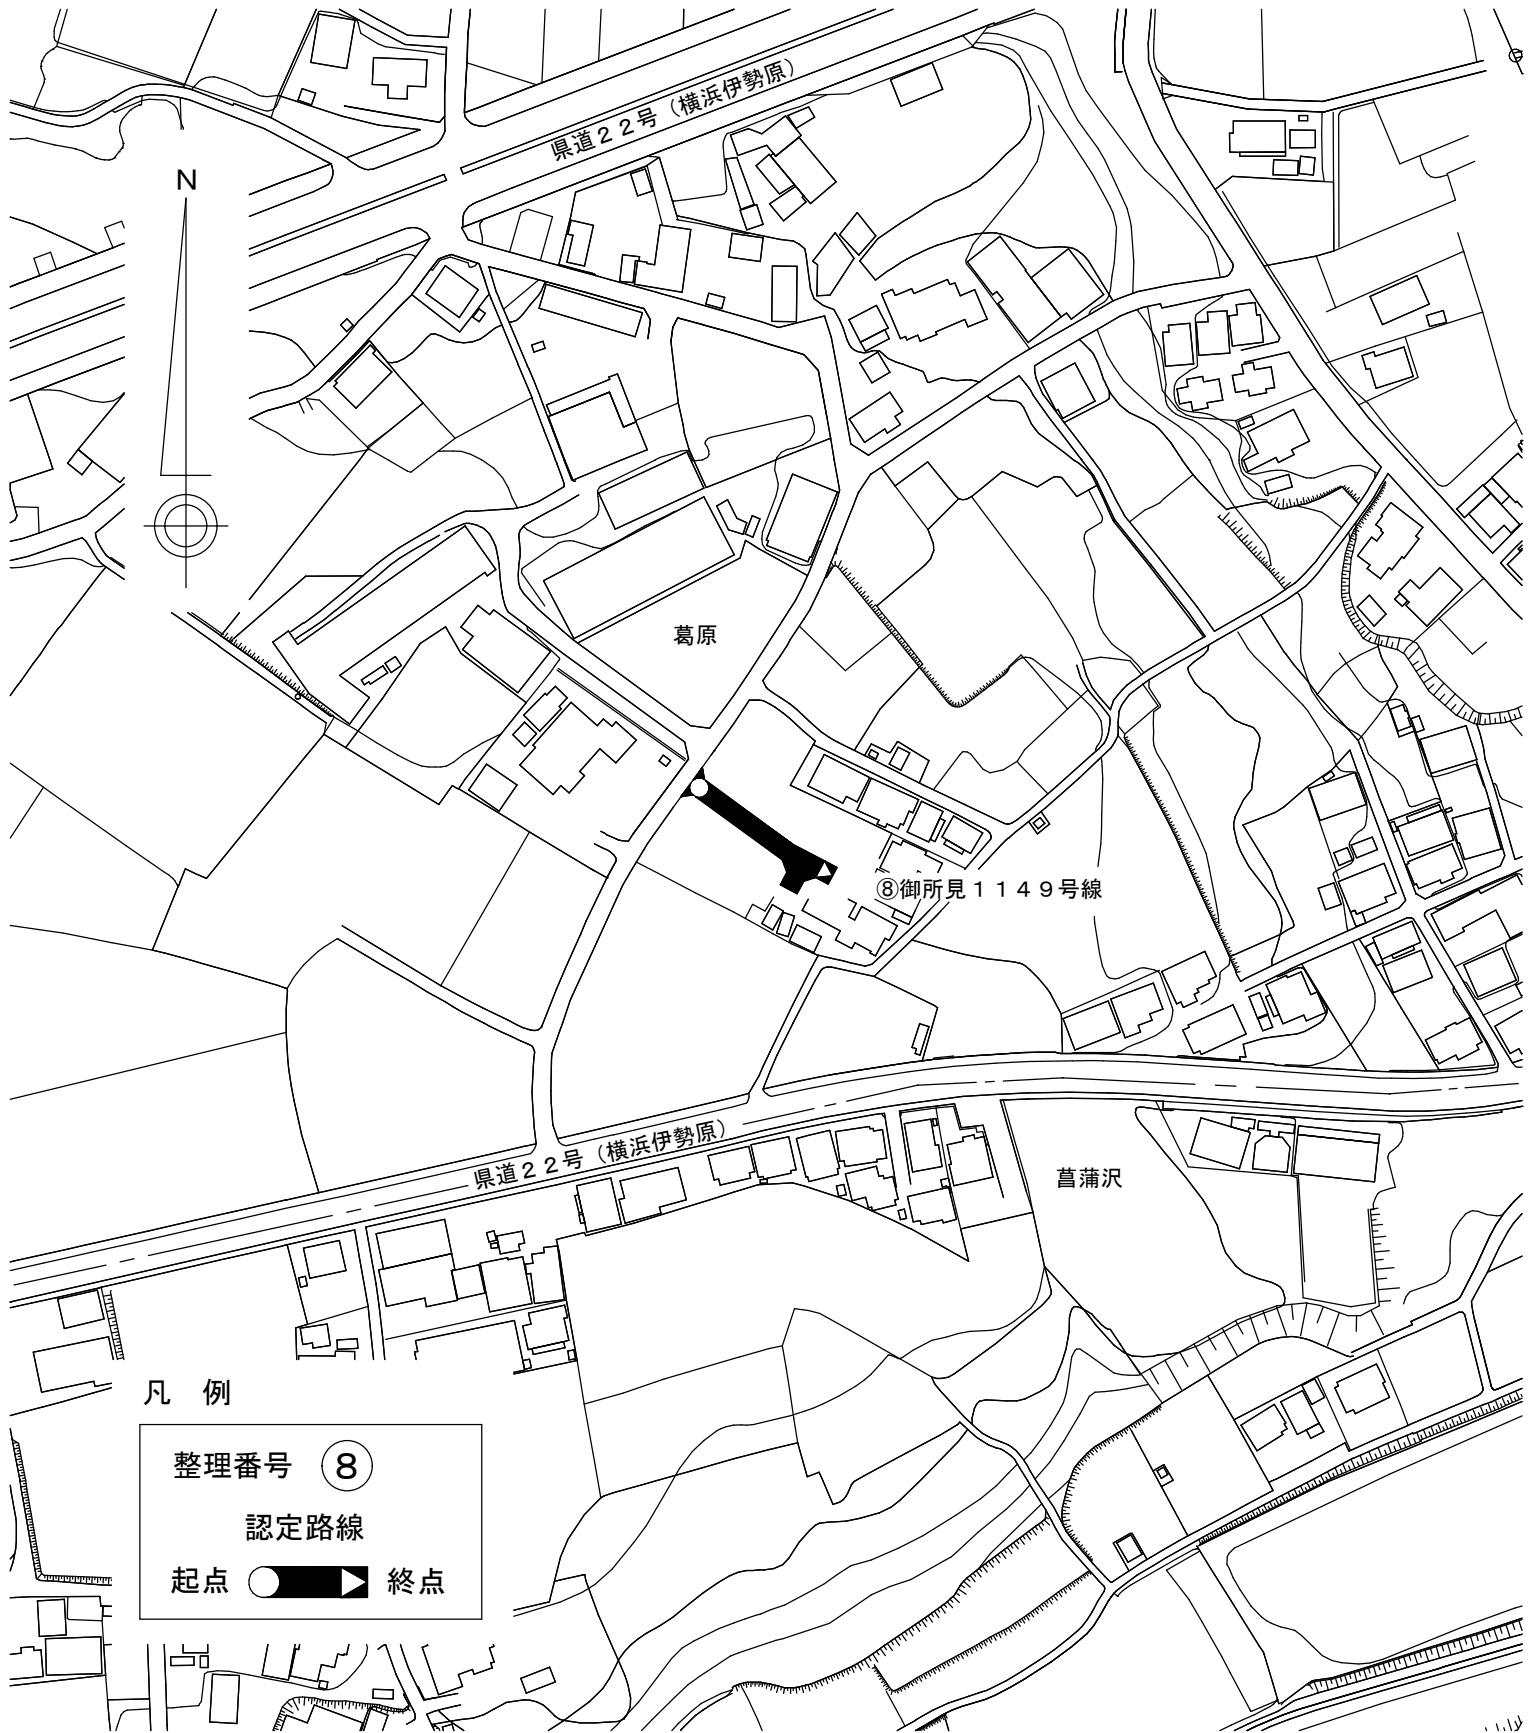 県道２２号（横浜伊勢原）
N
葛原
⑧御所見１１４９号線
県道２２号（横浜伊勢原）
菖蒲沢
凡 例
整理番号 ⑧
認定路線
起点 終点